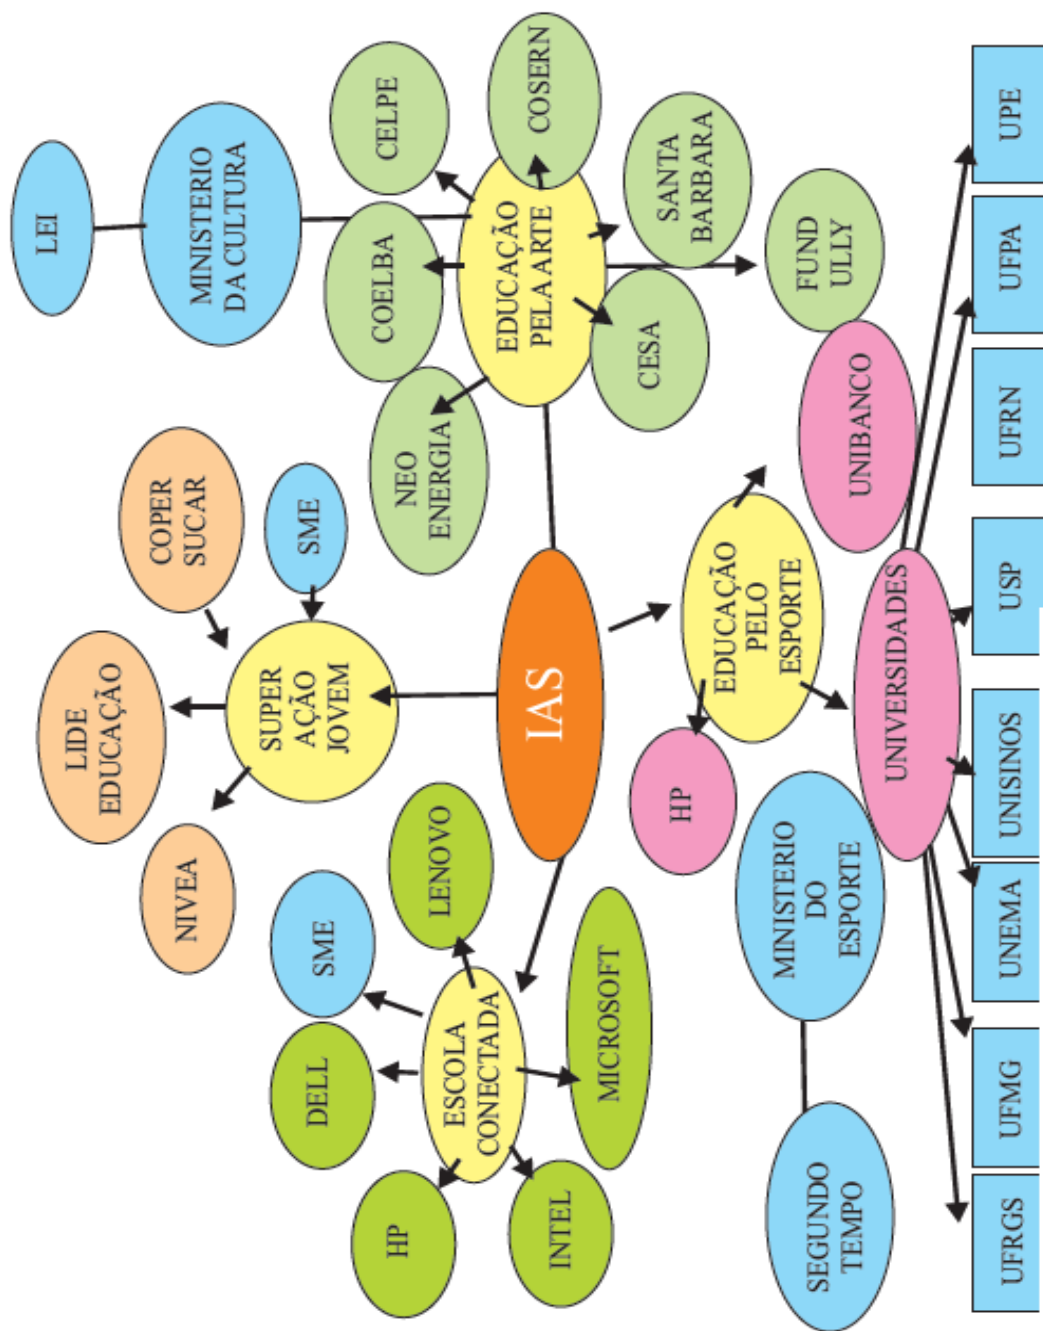 LEI
MINISTERIO
DA CULTURA
CELPE
COSERN
COELBA
EDUCAÇÃO
PELA ARTE
SANTA
BARBARA
NEO
ENERGIA
CESA
FUND
ULLY
COPER
SUCAR
SME
LIDE
EDUCAÇÃO
SUPER
AÇÃO
JOVEM
NIVEA
IAS
EDUCAÇÃO
PELO
ESPORTE
UNIBANCO
HP
UNIVERSIDADES
LENOVO
SME
DELL
ESCOLA
CONECTADA
MICROSOFT
HP
INTEL
MINISTERIO
DO
ESPORTE
SEGUNDO
TEMPO
UFRGS
UFMG
UNEMA
UNISINOS
USP
UFRN
UFPA
UPE